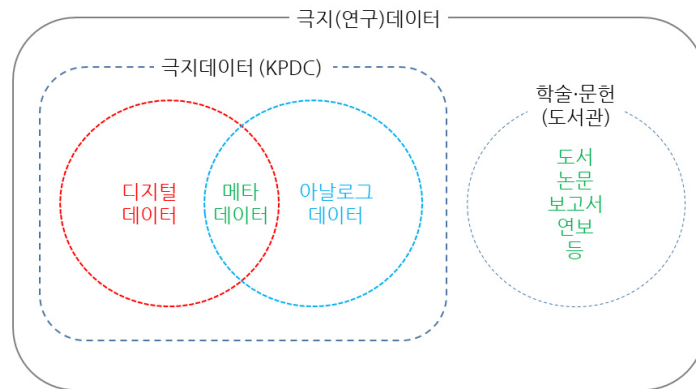 극지(연구)데이터
극지데이터 (KPDC)
학술·문헌
(도서관)
디지털
데이터
메타
데이터
아날로그
데이터
도서
논문
보고서
연보
등